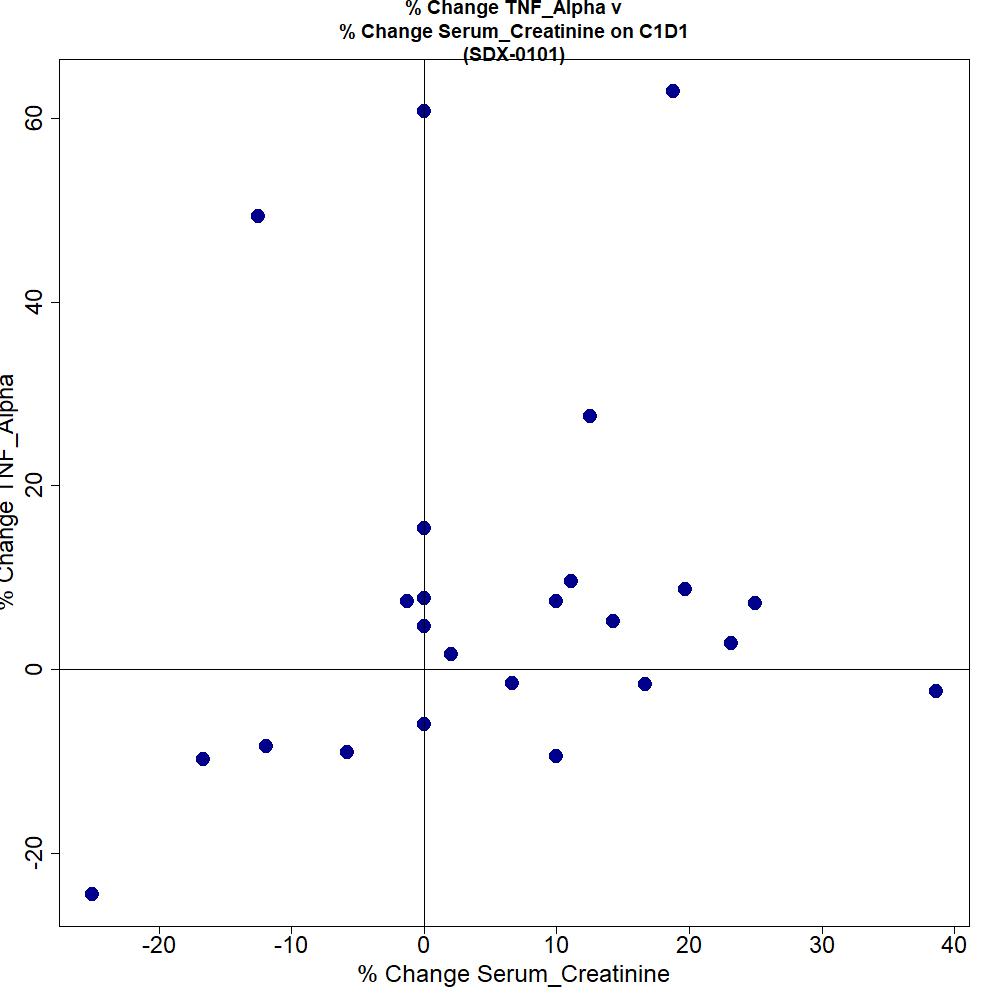 % Change TNF_Alpha v
% Change Serum_Creatinine on C1D1
(SDX-0101)
% Change TNF_Alpha
60
40
20
0
-20
-20
-10
0
10
20
30
40
% Change Serum_Creatinine